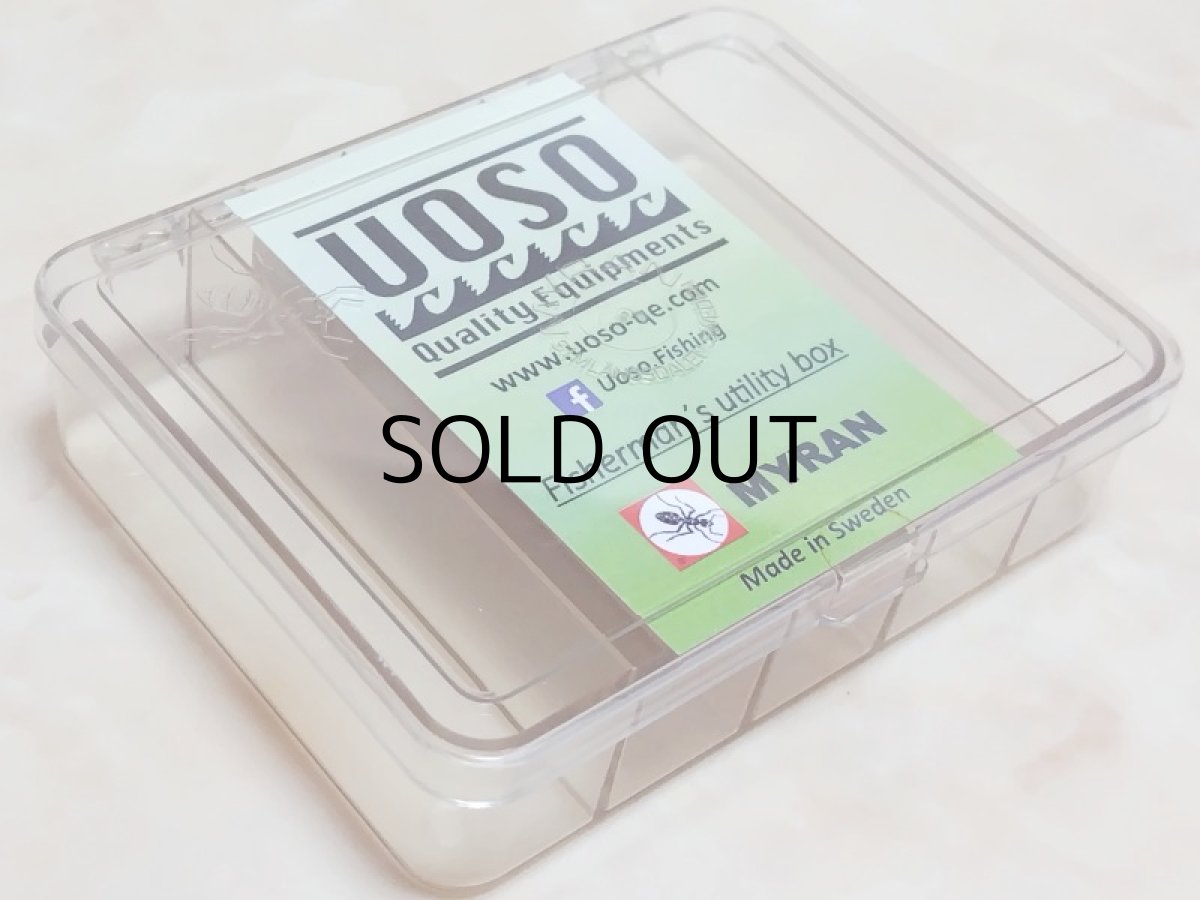 UOSO
Quality Equipments
www.uoso-qe.com
f Uoso.Fishing
Fisherman´s utility box
SOLD OUT
MYRAN
Made in Sweden